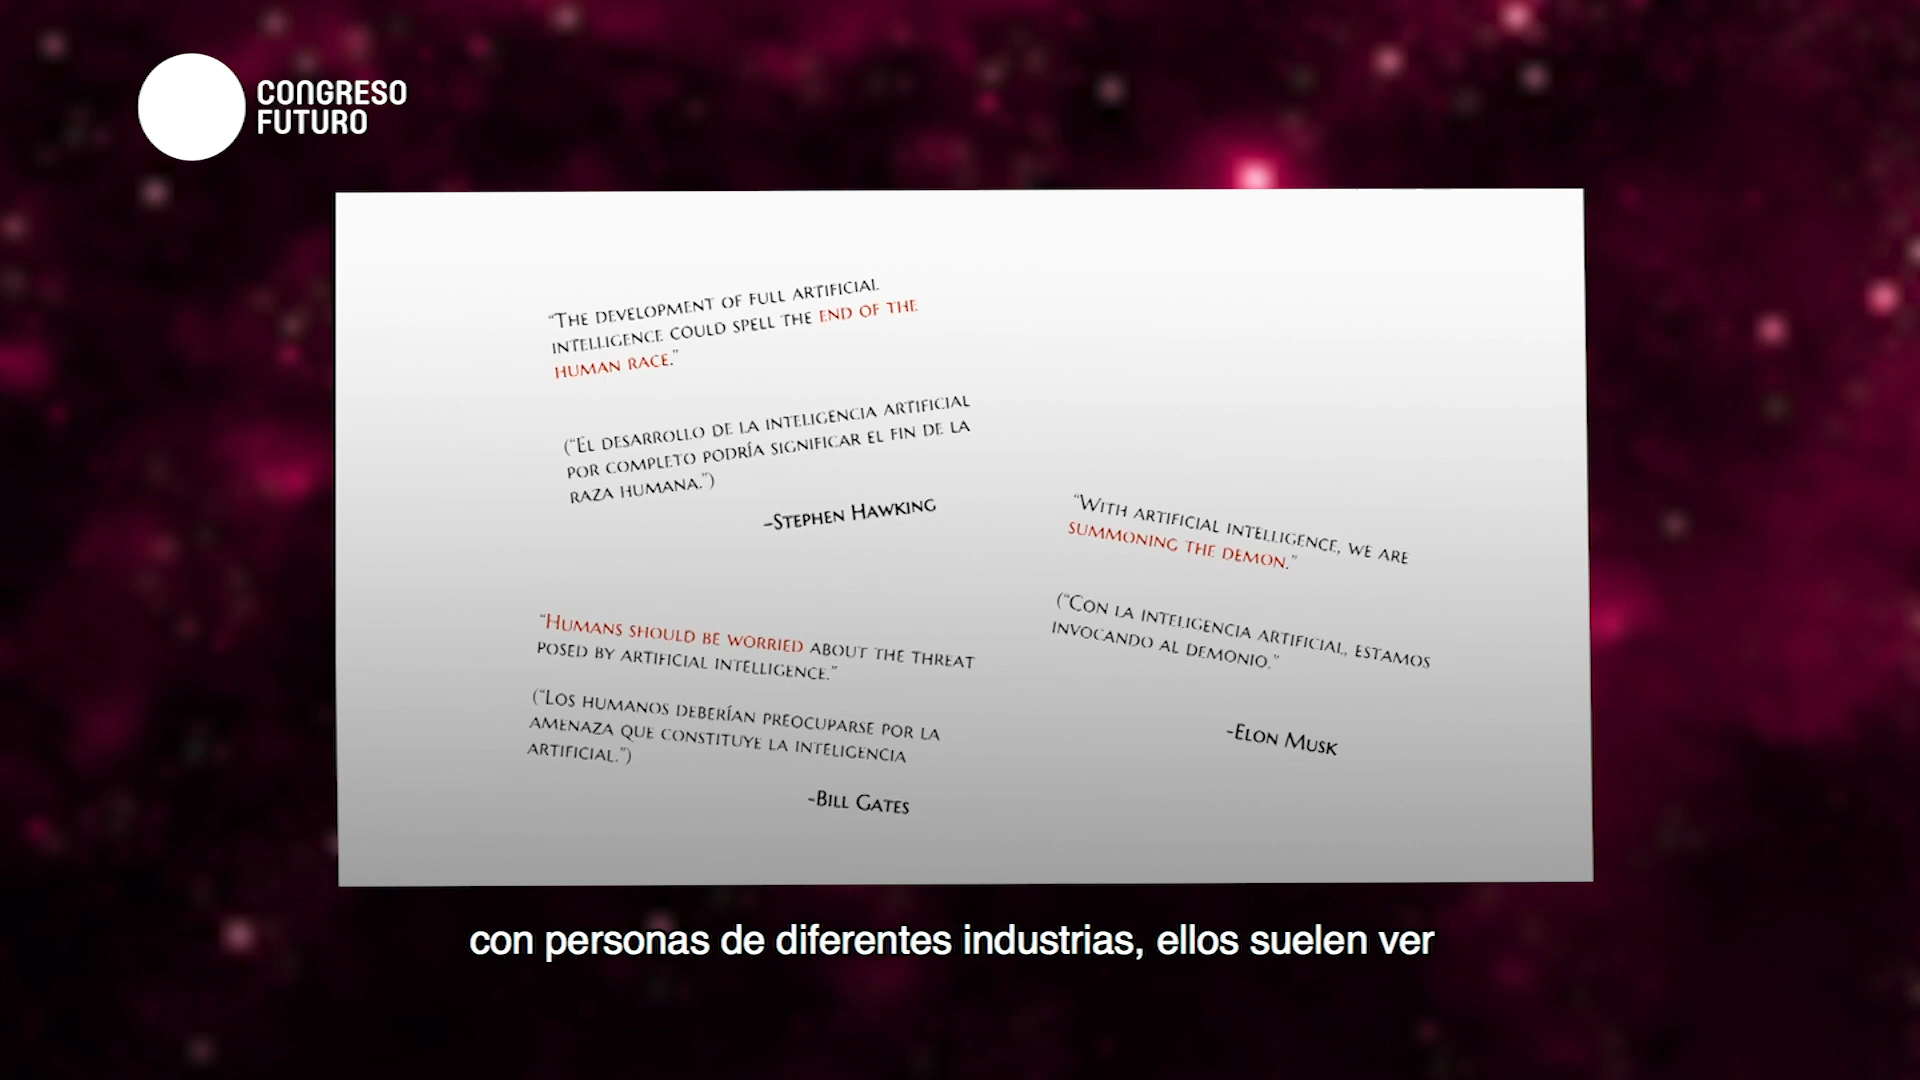 CONGRESO
FUTURO
“The development of full artificial
intelligence could spell the end of the
human race.”
(“El desarrollo de la inteligencia artificial
por completo podría significar el fin de la
raza humana.”)
–Stephen Hawking
“With artificial intelligence, we are
summoning the demon.”
(“Con la inteligencia artificial, estamos
invocando al demonio.”
-Elon Musk
“Humans should be worried about the threat
posed by artificial intelligence.”
(“Los humanos deberían preocuparse por la
amenaza que constituye la inteligencia
artificial.”)
-Bill Gates
con personas de diferentes industrias, ellos suelen ver